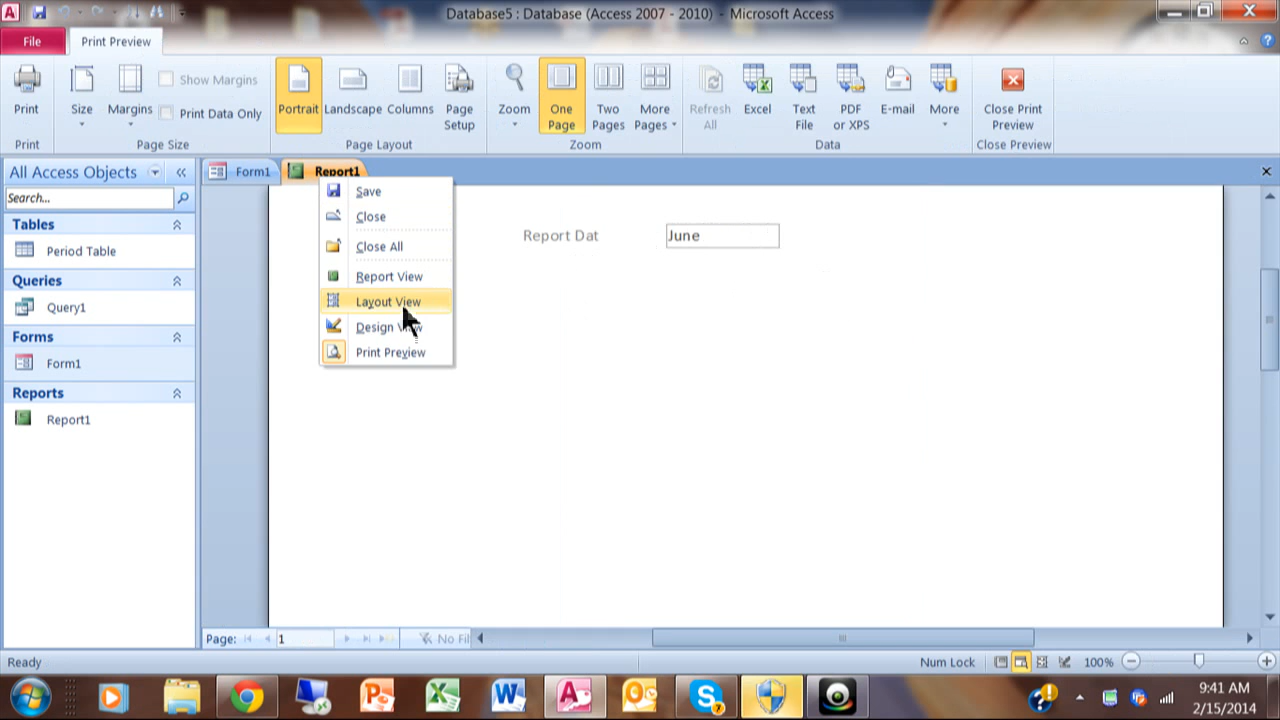 Database5 : Database (Access 2007 - 2010) - Microsoft Access
File
Print Preview
Print
Size
Margins
Show Margins
Print Data Only
Portrait
Landscape
Columns
Page Setup
Zoom
One Page
Two Pages
More Pages
Refresh All
Excel
Text File
PDF or XPS
E-mail
More
Close Print Preview
Print
Page Size
Page Layout
Zoom
Data
Close Preview
All Access Objects
Search...
Tables
Period Table
Queries
Query1
Forms
Form1
Reports
Report1
Form1
Report1
Save
Close
Close All
Report View
Layout View
Design
Print Preview
Report Dat
June
Page:
1
No Fil
Ready
Num Lock
100%
9:41 AM
2/15/2014